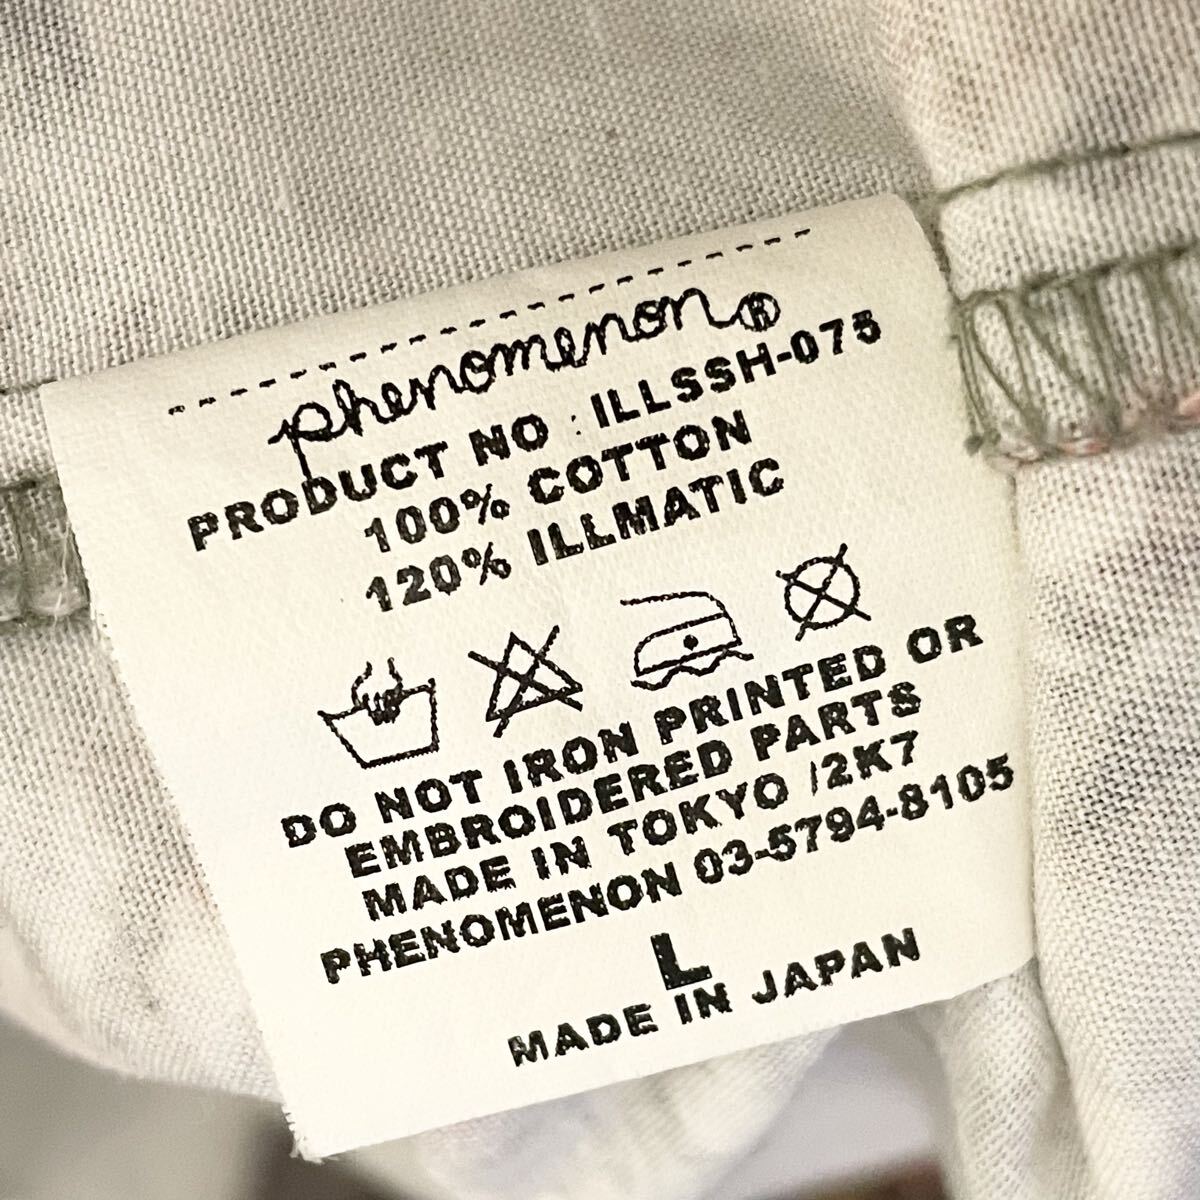 phenomenon®
PRODUCT NO : ILLSSH-075
100% COTTON
120% ILLMATIC
DO NOT IRON PRINTED OR
EMBROIDERED PARTS
MADE IN TOKYO /2K7
PHENOMENON 03-5794-8105
L
MADE IN JAPAN